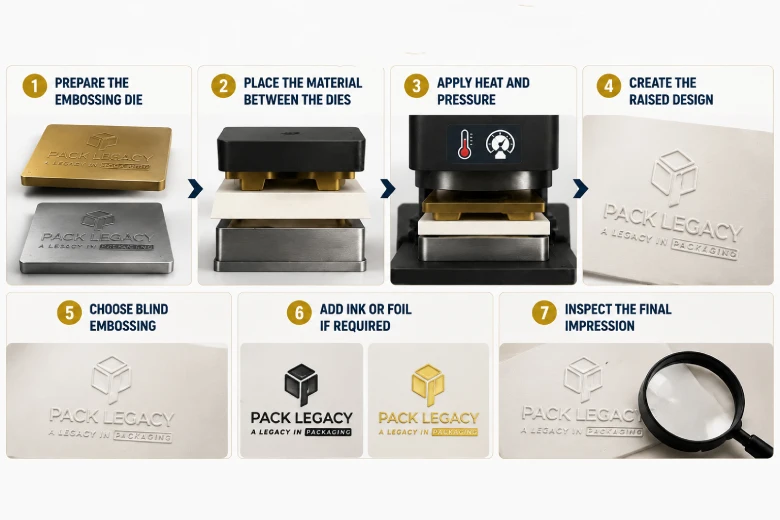 1 PREPARE THE
EMBOSSING DIE
PACK LEGACY
A LEGACY IN PACKAGING
PACK LEGACY
A LEGACY IN
2 PLACE THE MATERIAL
BETWEEN THE DIES
3 APPLY HEAT AND
PRESSURE
4 CREATE THE
RAISED DESIGN
PACK LEGACY
A LEGACY IN PACKAGING
5 CHOOSE BLIND
EMBOSSING
PACK LEGACY
A LEGACY IN PACKAGING
6 ADD INK OR FOIL
IF REQUIRED
PACK LEGACY
A LEGACY IN PACKAGING
PACK LEGACY
A LEGACY IN PACKAGING
7 INSPECT THE FINAL
IMPRESSION
PACK LEGACY
A LEGACY IN PACKAGING